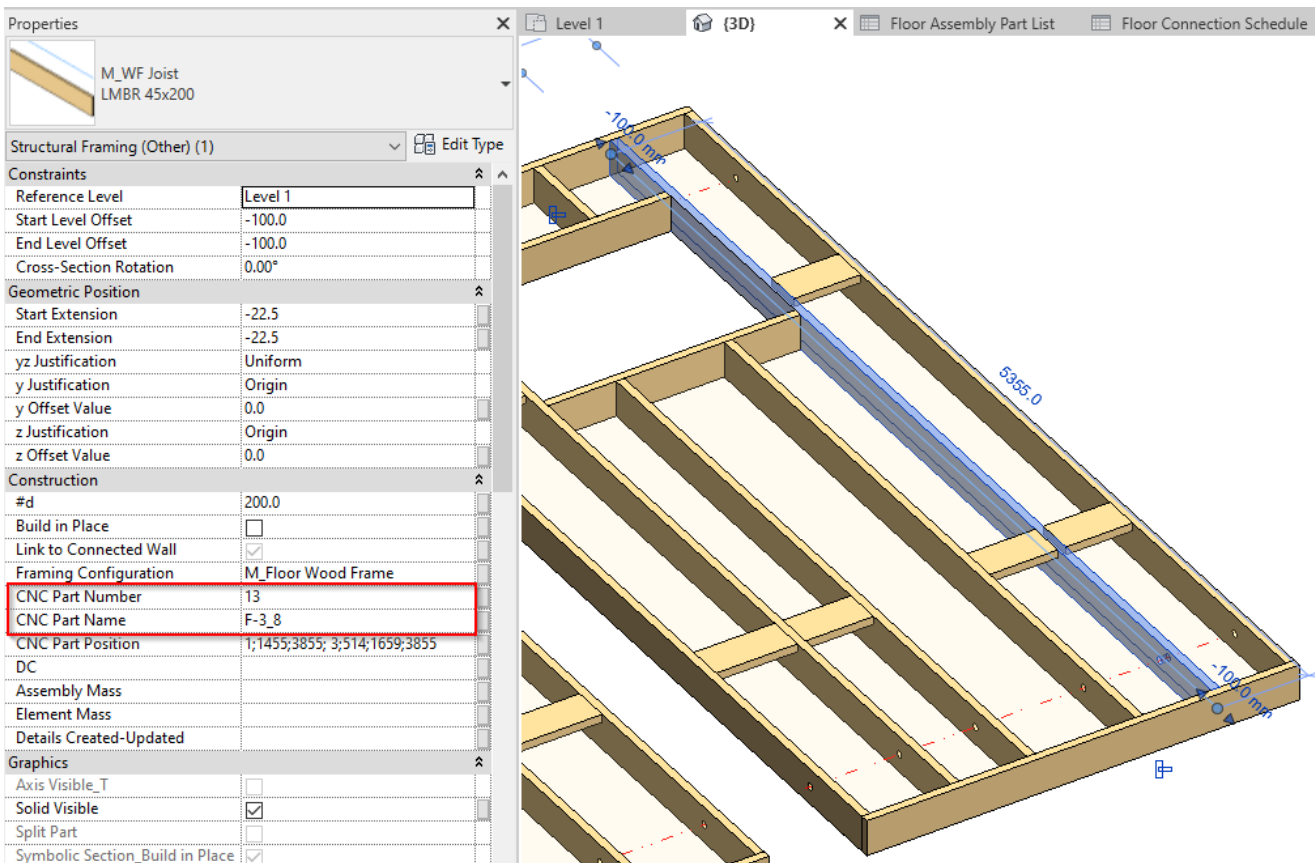 Properties
M_WF Joist
LMBR 45x200
Structural Framing (Other) (1)
Edit Type
Constraints
Reference Level Level 1
Start Level Offset -100.0
End Level Offset -100.0
Cross-Section Rotation 0.00°
Geometric Position
Start Extension -22.5
End Extension -22.5
yz Justification Uniform
y Justification Origin
y Offset Value 0.0
z Justification Origin
z Offset Value 0.0
Construction
#d 200.0
Build in Place
Link to Connected Wall
Framing Configuration M_Floor Wood Frame
CNC Part Number 13
CNC Part Name F-3_8
CNC Part Position 1;1455;3855; 3;514;1659;3855
DC
Assembly Mass
Element Mass
Details Created-Updated
Graphics
Axis Visible_T
Solid Visible
Split Part
Symbolic Section_Build in Place
Level 1
{3D}
Floor Assembly Part List
Floor Connection Schedule
-100.0 mm
5355.0
-100.0 mm